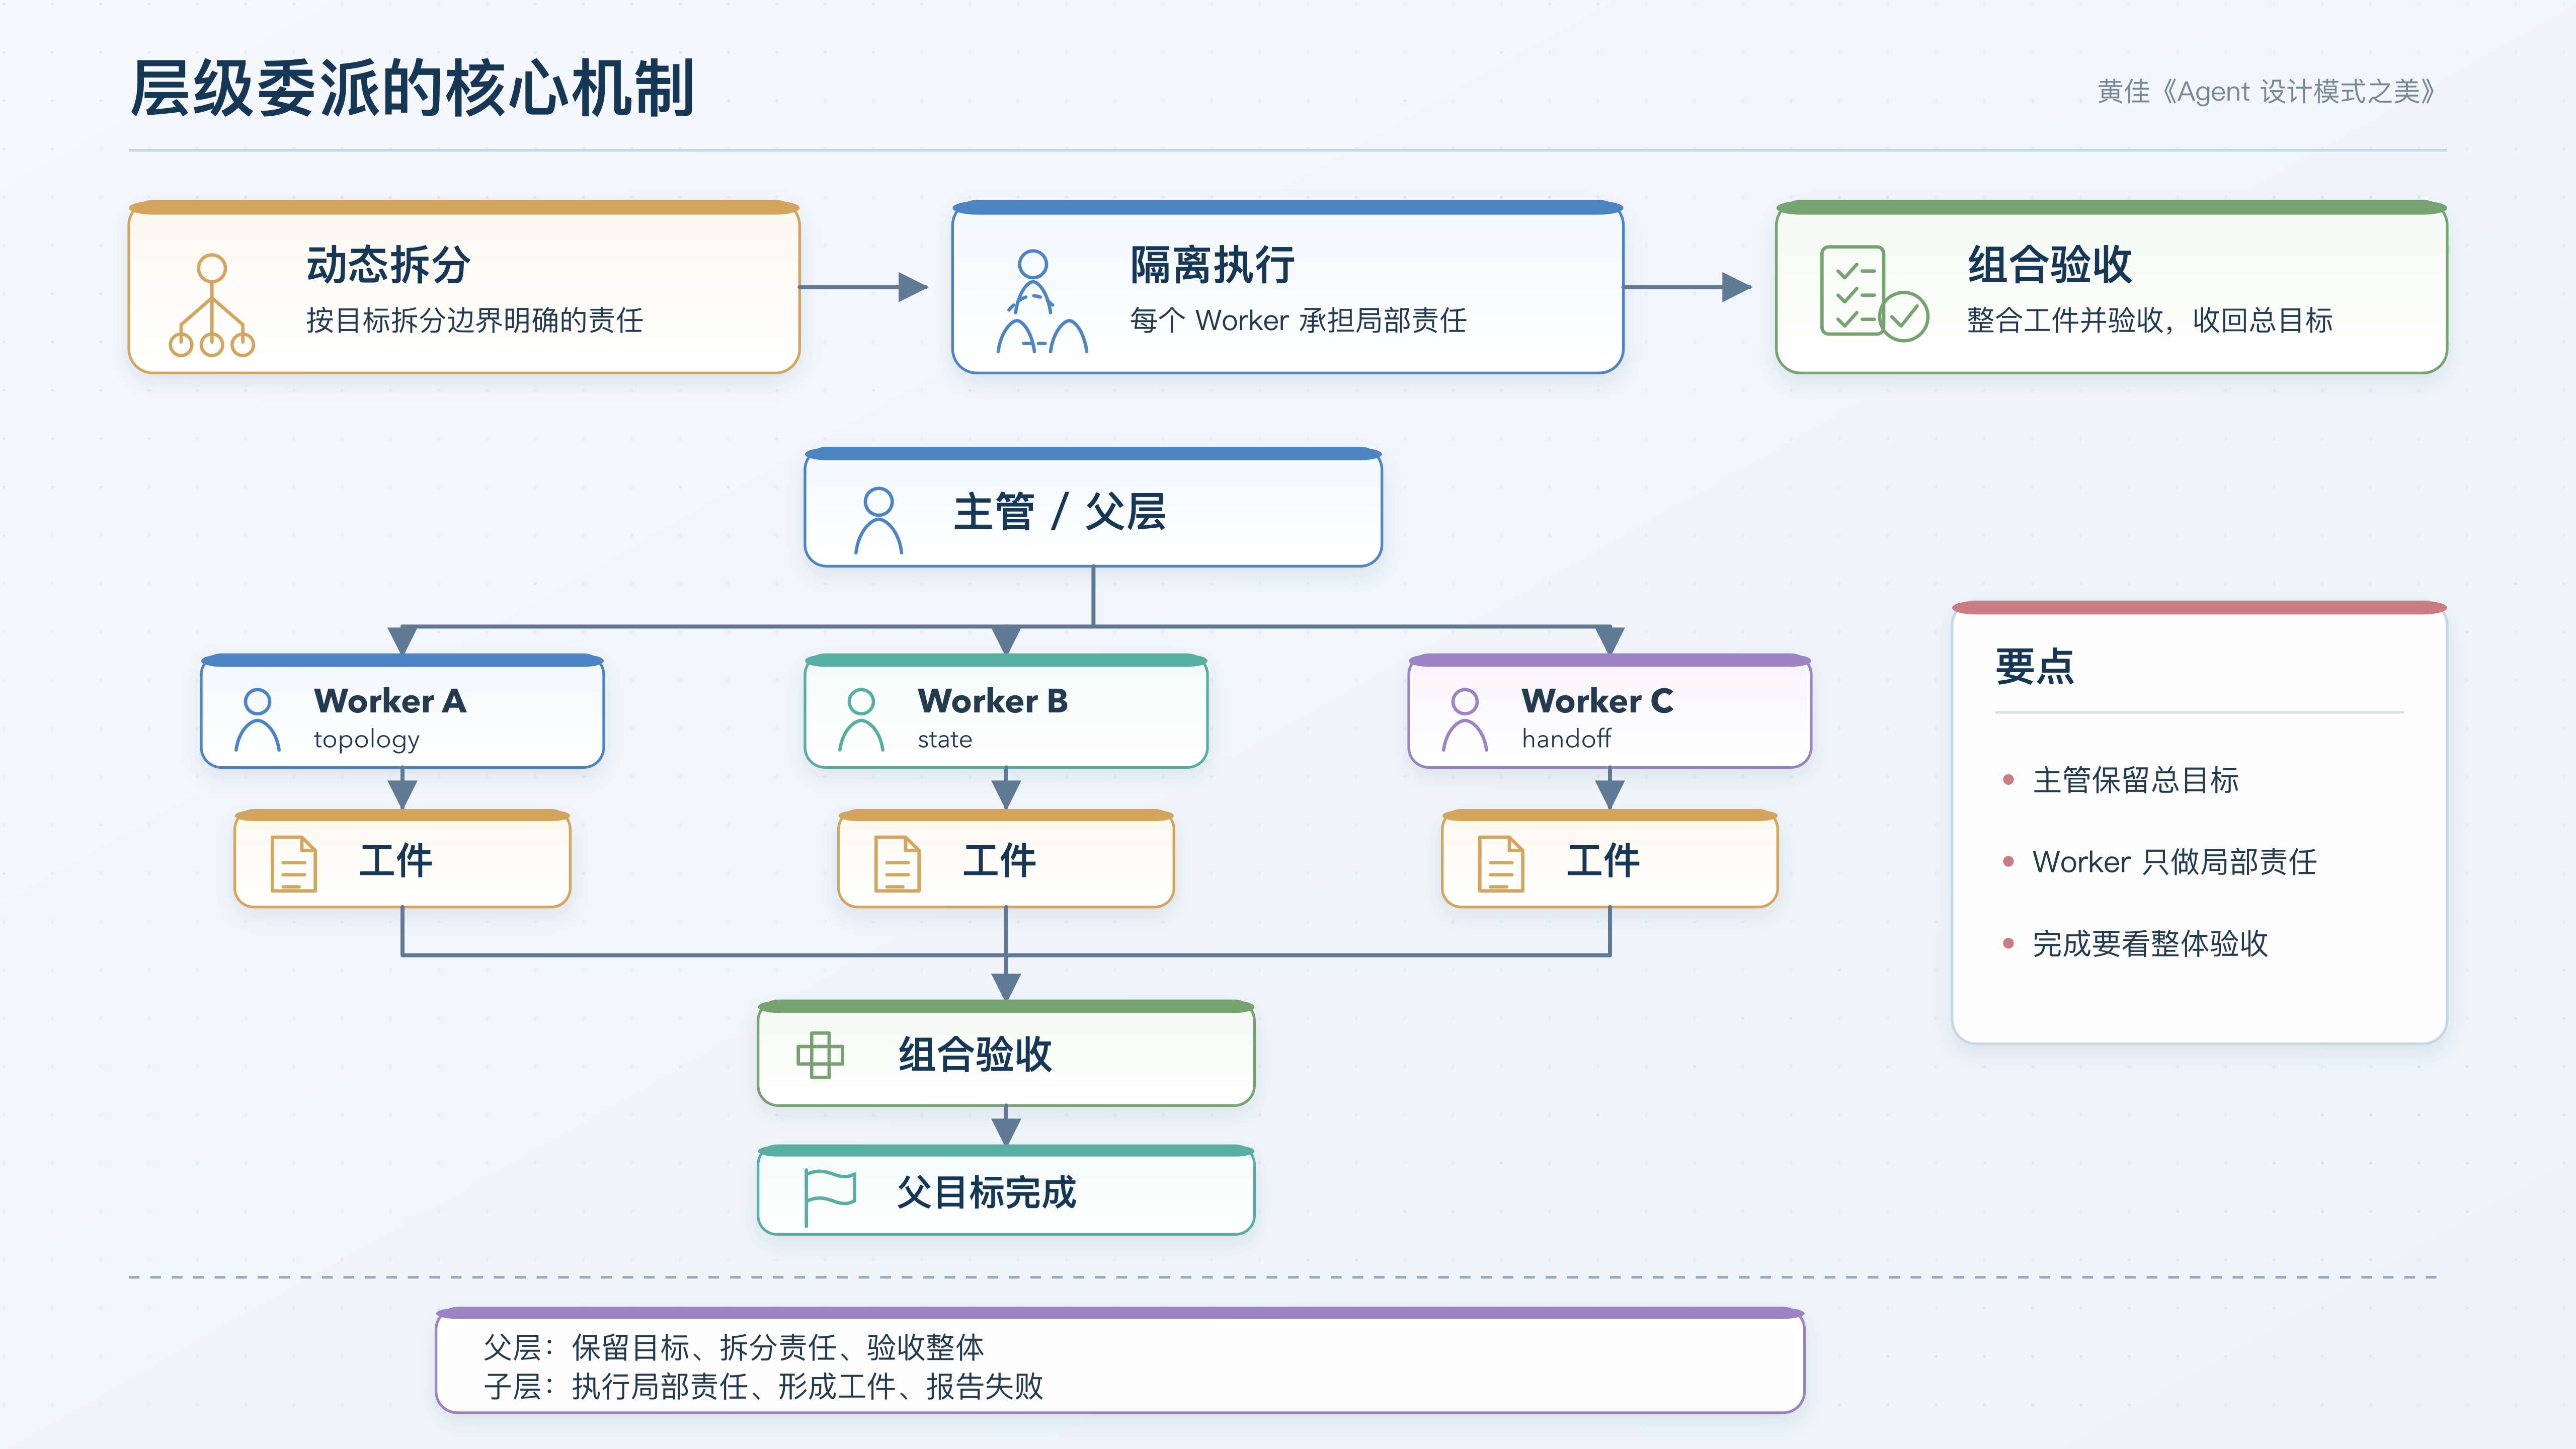 层级委派的核心机制
黄佳《Agent 设计模式之美》
动态拆分
按目标拆分边界明确的责任
隔离执行
每个 Worker 承担局部责任
组合验收
整合工件并验收，收回总目标
主管 / 父层
Worker A
topology
Worker B
state
Worker C
handoff
工件
工件
工件
组合验收
父目标完成
要点
主管保留总目标
Worker 只做局部责任
完成要看整体验收
父层：保留目标、拆分责任、验收整体
子层：执行局部责任、形成工件、报告失败